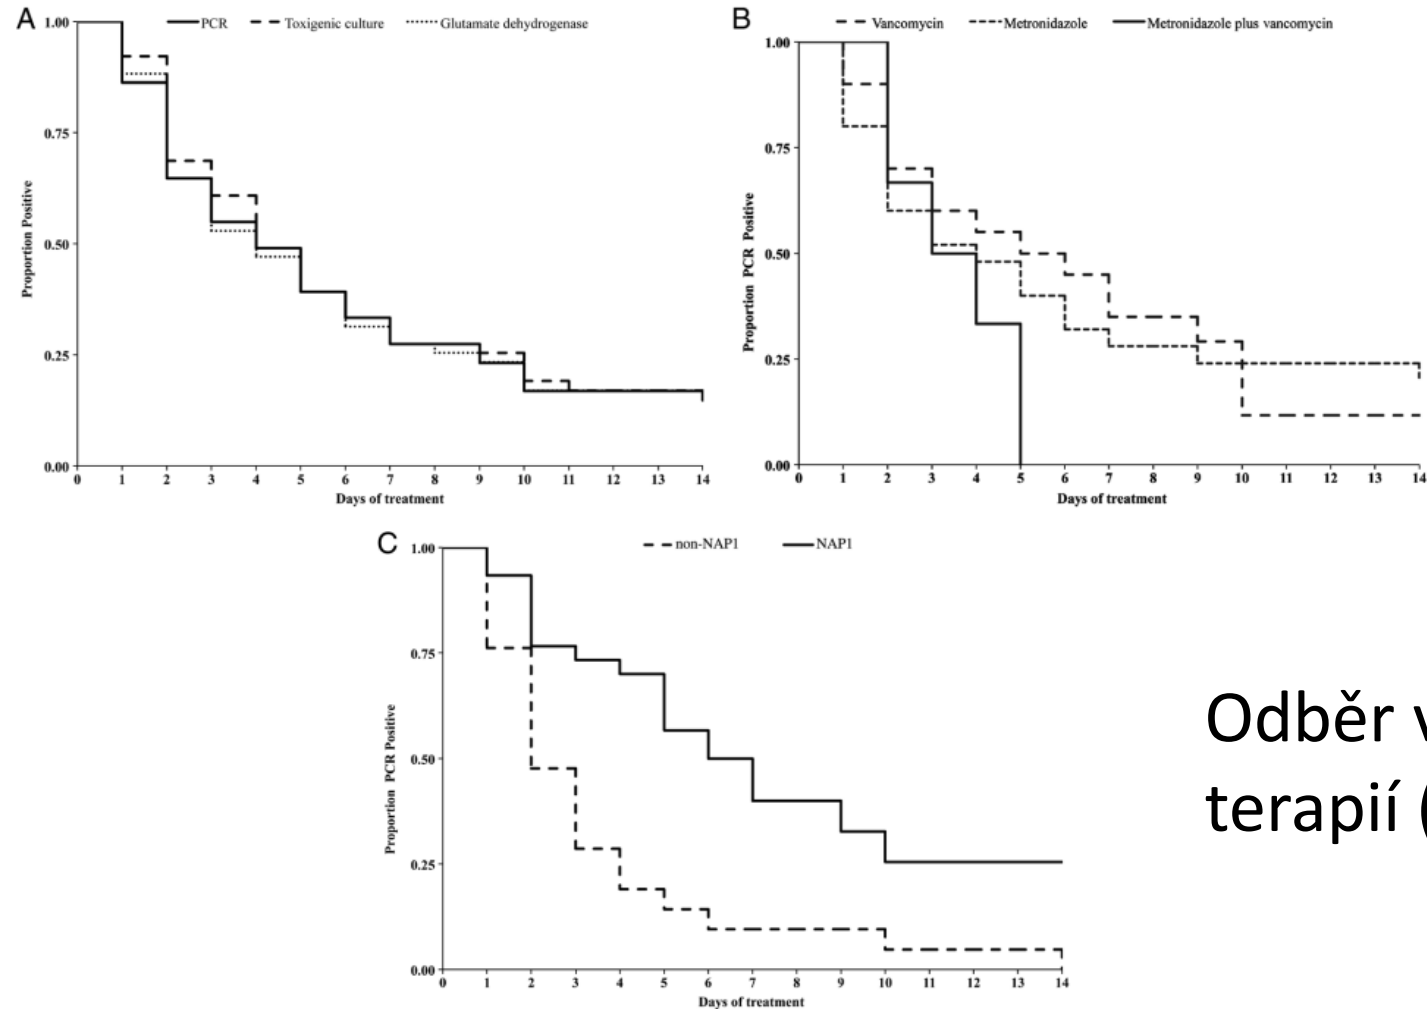 A
PCR Toxigenic culture Glutamate dehydrogenase
1.00
0.75
0.50
0.25
0.00
Proportion Positive
0 1 2 3 4 5 6 7 8 9 10 11 12 13 14
Days of treatment
B
Vancomycin Metronidazole Metronidazole plus vancomycin
1.00
0.75
0.50
0.25
0.00
Proportion PCR Positive
0 1 2 3 4 5 6 7 8 9 10 11 12 13 14
Days of treatment
C
non-NAP1 NAP1
1.00
0.75
0.50
0.25
0.00
Proportion PCR Positive
0 1 2 3 4 5 6 7 8 9 10 11 12 13 14
Days of treatment
Odběr
terapií (